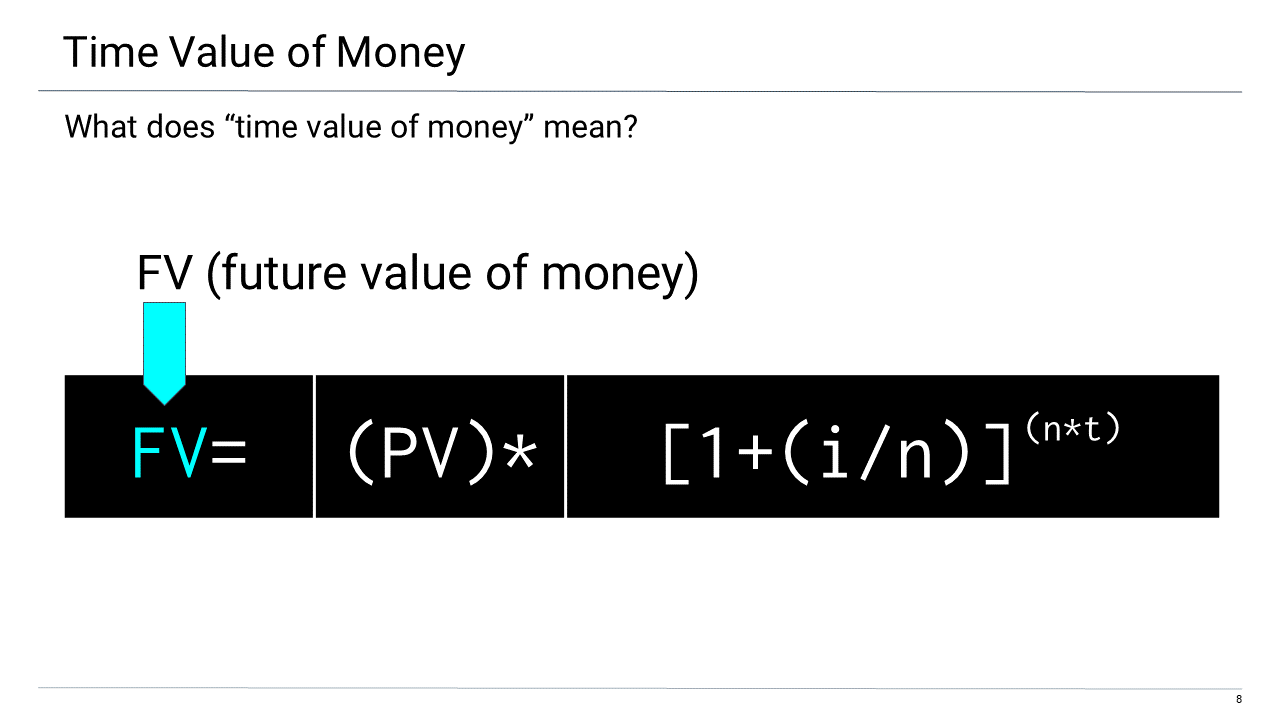 Time Value of Money
What does “time value of money” mean?
FV (future value of money)
FV= (PV)* [1+(i/n)]^(n*t)
8